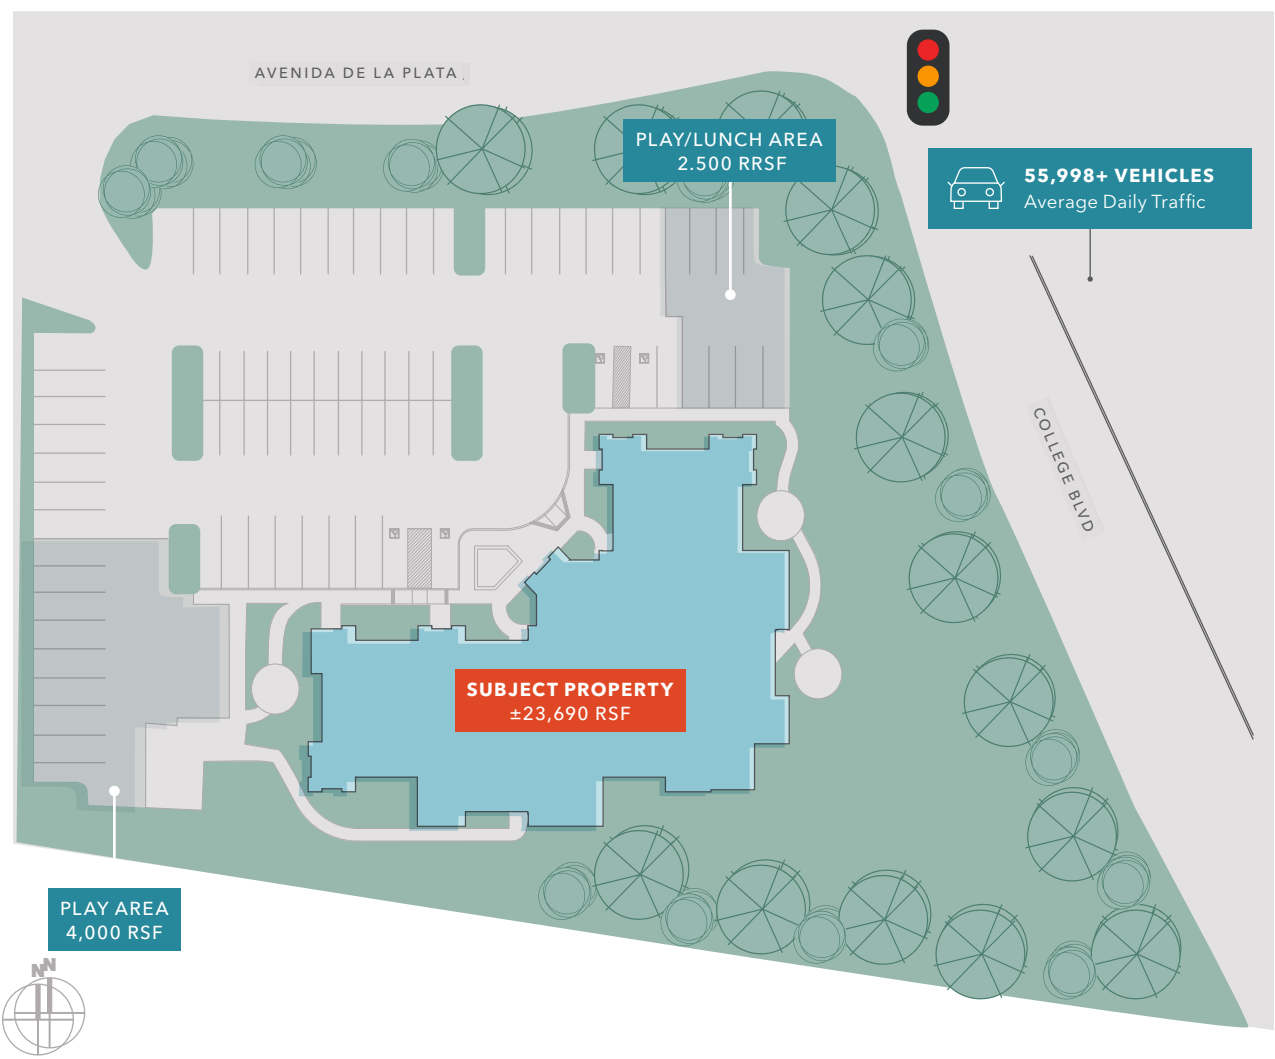 AVENIDA DE LA PLATA
PLAY/LUNCH AREA
2.500 RRSF
55,998+ VEHICLES
Average Daily Traffic
COLLEGE BLVD
SUBJECT PROPERTY
±23,690 RSF
PLAY AREA
4,000 RSF
N N